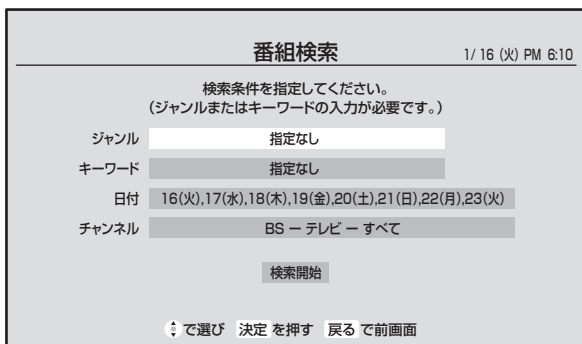 番組検索 1/ 16 (火) PM 6:10
検索条件を指定してください。
（ジャンルまたはキーワードの入力が必要です。）
ジャンル 指定なし
キーワード 指定なし
日付 16(火),17(水),18(木),19(金),20(土),21(日),22(月),23(火)
チャンネル BS ー テレビ ー すべて
検索開始
で選び 決定 を押す 戻る で前画面